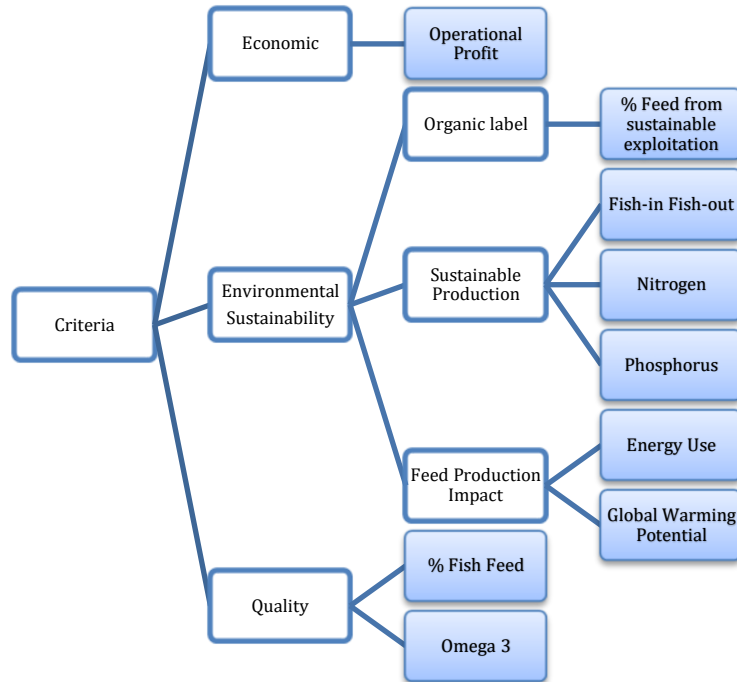 Economic
Operational
Profit
Organic label
% Feed from
sustainable
exploitation
Fish-in Fish-out
Criteria
Environmental
Sustainability
Sustainable
Production
Nitrogen
Phosphorus
Feed Production
Impact
Energy Use
Global Warming
Potential
Quality
% Fish Feed
Omega 3